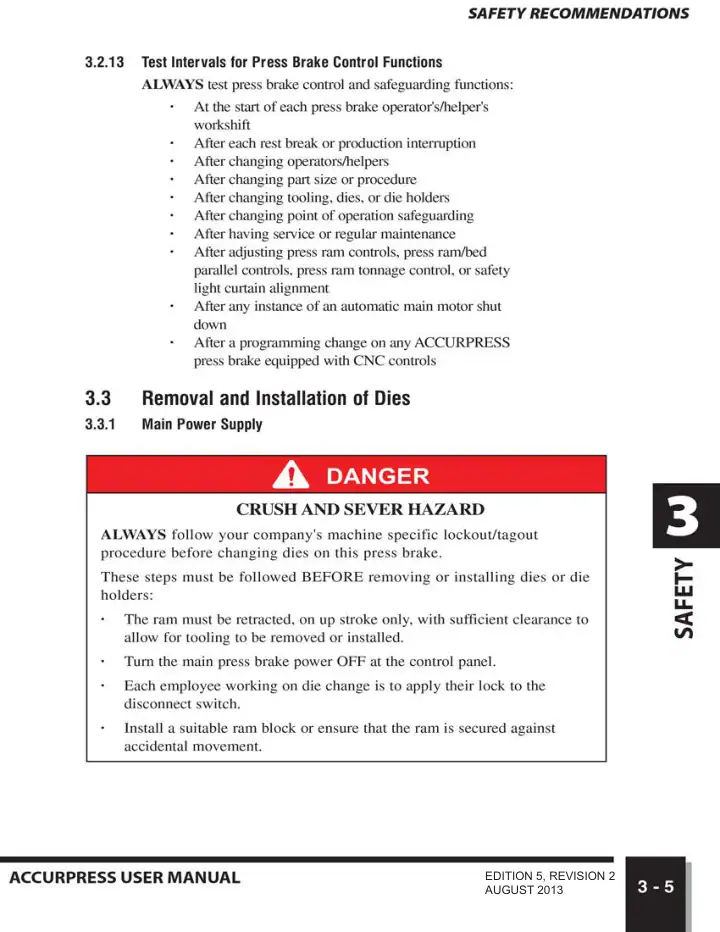 SAFETY RECOMMENDATIONS
3.2.13 Test Intervals for Press Brake Control Functions
ALWAYS test press brake control and safeguarding functions:
· At the start of each press brake operator's/helper's
workshift
· After each rest break or production interruption
· After changing operators/helpers
· After changing part size or procedure
· After changing tooling, dies, or die holders
· After changing point of operation safeguarding
· After having service or regular maintenance
· After adjusting press ram controls, press ram/bed
parallel controls, press ram tonnage control, or safety
light curtain alignment
· After any instance of an automatic main motor shut
down
· After a programming change on any ACCURPRESS
press brake equipped with CNC controls
3.3 Removal and Installation of Dies
3.3.1 Main Power Supply
DANGER
CRUSH AND SEVER HAZARD
ALWAYS follow your company's machine specific lockout/tagout
procedure before changing dies on this press brake.
These steps must be followed BEFORE removing or installing dies or die
holders:
· The ram must be retracted, on up stroke only, with sufficient clearance to
allow for tooling to be removed or installed.
· Turn the main press brake power OFF at the control panel.
· Each employee working on die change is to apply their lock to the
disconnect switch.
· Install a suitable ram block or ensure that the ram is secured against
accidental movement.
3
SAFETY
ACCURPRESS USER MANUAL
EDITION 5, REVISION 2
AUGUST 2013
3 - 5